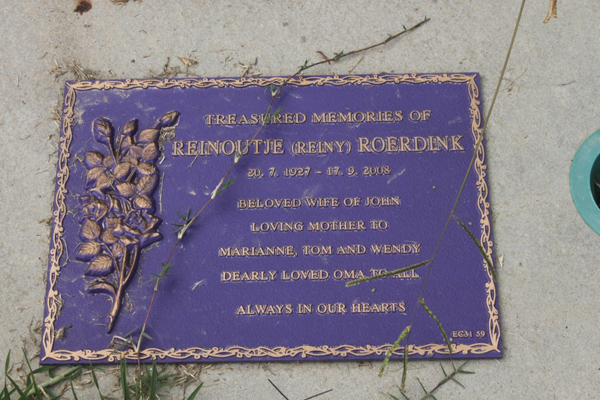 TREASURED MEMORIES OF
REINOUTJE (REINY) ROERDINK
20. 7. 1927 - 17. 9. 2008
BELOVED WIFE OF JOHN
LOVING MOTHER TO
MARIANNE, TOM AND WENDY
DEARLY LOVED OMA TO ALL
ALWAYS IN OUR HEARTS
EGM 59